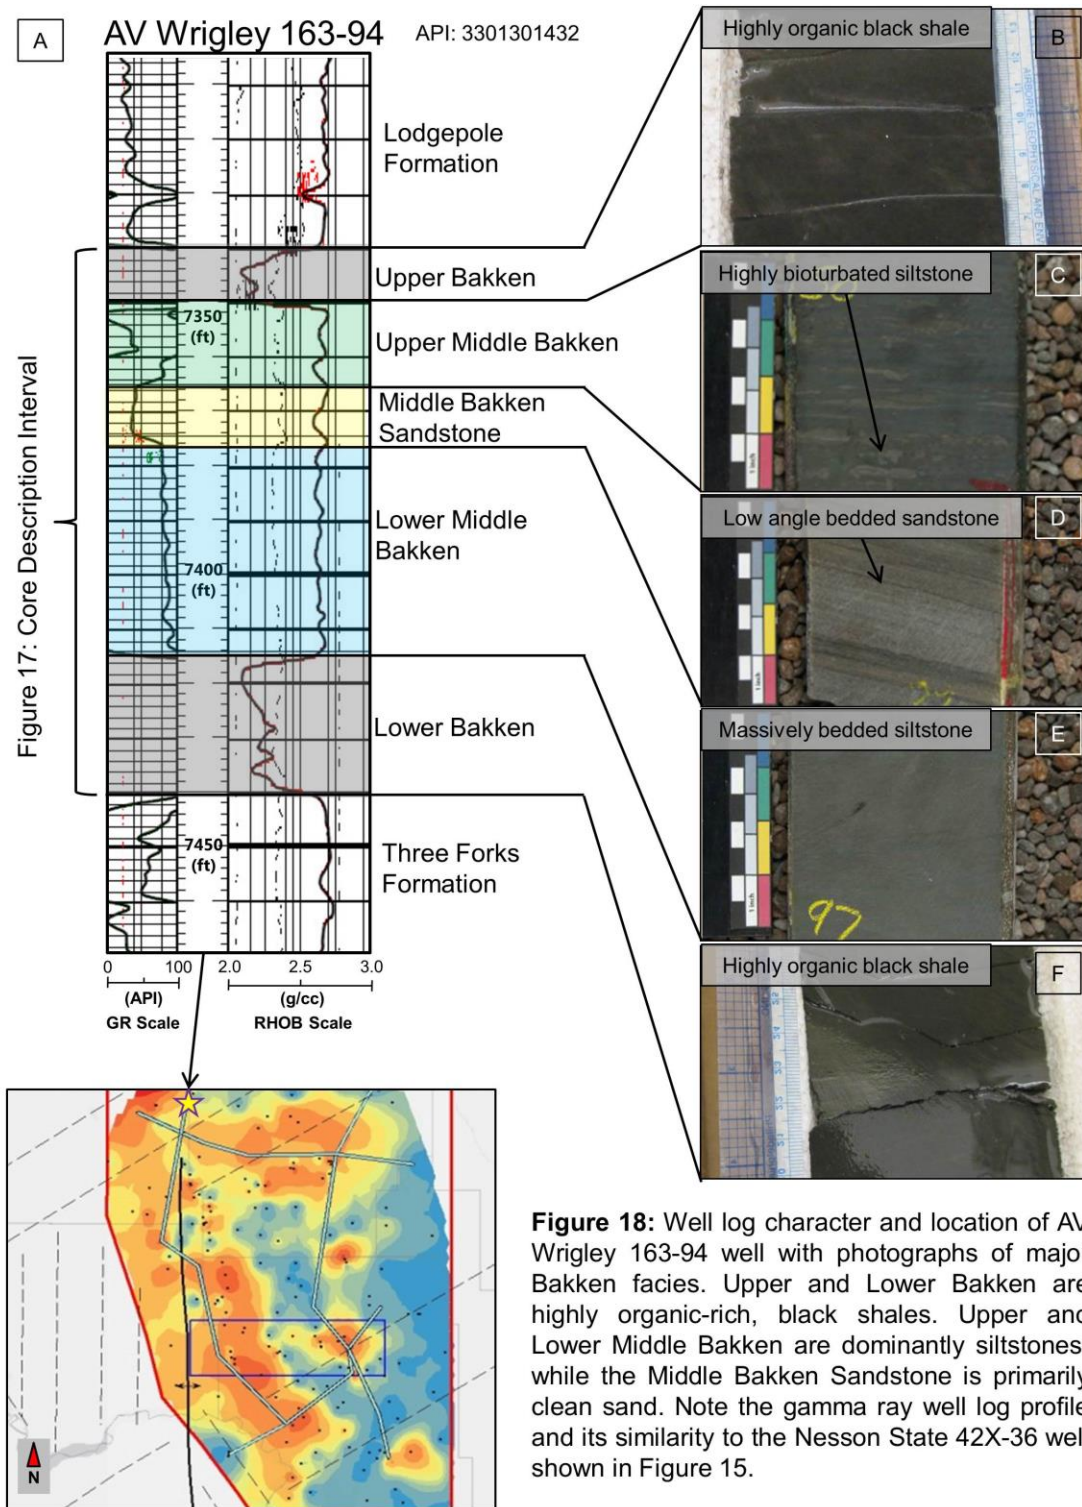 A
AV Wrigley 163-94
API: 3301301432
Lodgepole
Formation
Upper Bakken
7350
(ft)
Upper Middle Bakken
Middle Bakken
Sandstone
Lower Middle
Bakken
7400
(ft)
Lower Bakken
7450
(ft)
Three Forks
Formation
Figure 17: Core Description Interval
0 100 2.0 2.5 3.0
(API) (g/cc)
GR Scale RHOB Scale
Highly organic black shale
B
Highly bioturbated siltstone
C
1 inch
Low angle bedded sandstone
D
1 inch
Massively bedded siltstone
E
1 inch
97
Highly organic black shale
F
N
Figure 18: Well log character and location of AV
Wrigley 163-94 well with photographs of major
Bakken facies. Upper and Lower Bakken are
highly organic-rich, black shales. Upper and
Lower Middle Bakken are dominantly siltstones
while the Middle Bakken Sandstone is primarily
clean sand. Note the gamma ray well log profile
and its similarity to the Nesson State 42X-36 wel
shown in Figure 15.